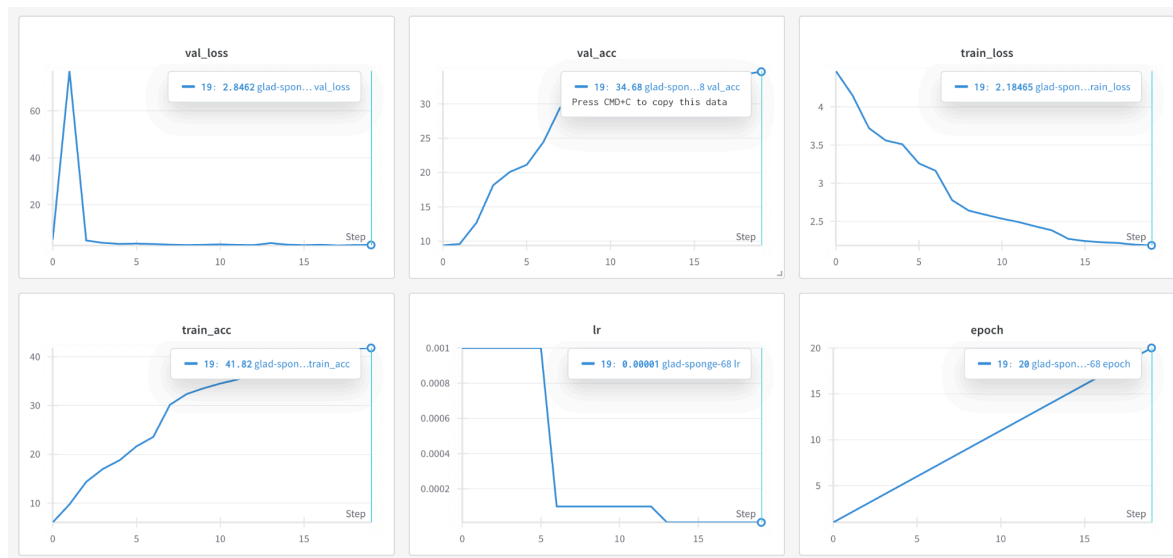 val_loss
19: 2.8462 glad-spon... val_loss
60
40
20
Step
0 5 10 15
val_acc
19: 34.68 glad-spon...8 val_acc
Press CMD+C to copy this data
30
25
20
15
10
Step
0 5 10 15
train_loss
19: 2.18465 glad-spon...rain_loss
4
3.5
3
2.5
Step
0 5 10 15
train_acc
40
19: 41.82 glad-spon...train_acc
30
20
10
Step
0 5 10 15
lr
0.001
19: 0.00001 glad-sponge-68 lr
0.0008
0.0006
0.0004
0.0002
Step
0 5 10 15
epoch
20
19: 20 glad-spon...-68 epoch
15
10
5
Step
0 5 10 15